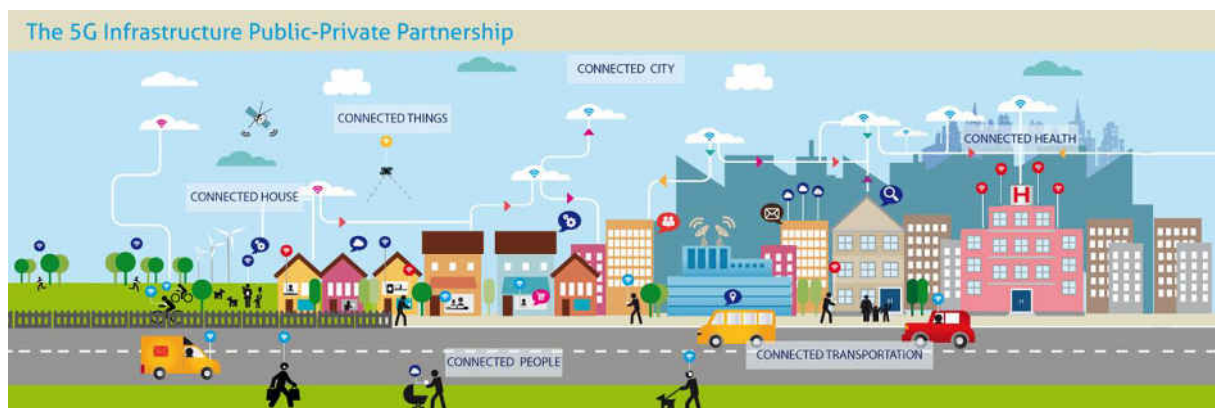 The 5G Infrastructure Public-Private Partnership
CONNECTED CITY
CONNECTED THINGS
CONNECTED HEALTH
CONNECTED HOUSE
H
CONNECTED PEOPLE
CONNECTED TRANSPORTATION